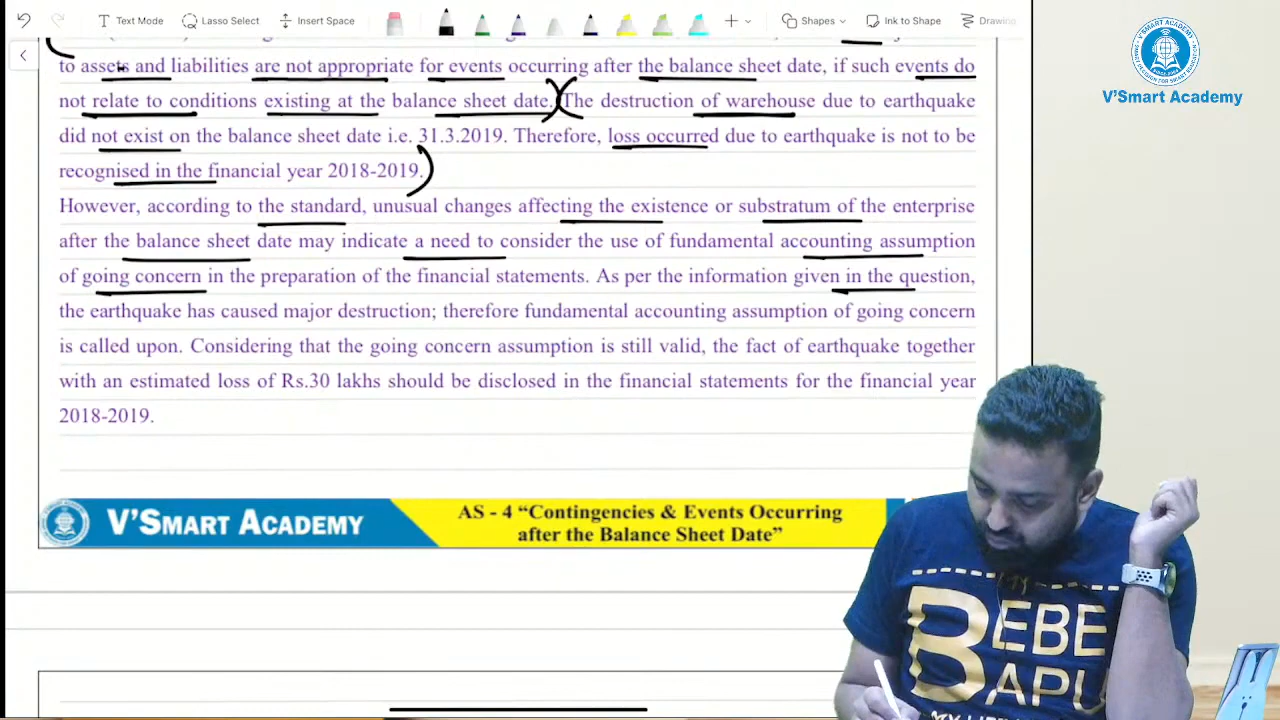 Text Mode Lasso Select Insert Space Shapes Ink to Shape Drawing
V'Smart Academy
to assets and liabilities are not appropriate for events occurring after the balance sheet date, if such events do
not relate to conditions existing at the balance sheet date. The destruction of warehouse due to earthquake
did not exist on the balance sheet date i.e. 31.3.2019. Therefore, loss occurred due to earthquake is not to be
recognised in the financial year 2018-2019.
However, according to the standard, unusual changes affecting the existence or substratum of the enterprise
after the balance sheet date may indicate a need to consider the use of fundamental accounting assumption
of going concern in the preparation of the financial statements. As per the information given in the question,
the earthquake has caused major destruction; therefore fundamental accounting assumption of going concern
is called upon. Considering that the going concern assumption is still valid, the fact of earthquake together
with an estimated loss of Rs.30 lakhs should be disclosed in the financial statements for the financial year
2018-2019.
V'SMART ACADEMY
AS - 4 “Contingencies & Events Occurring
after the Balance Sheet Date”
BEBE
BAPU